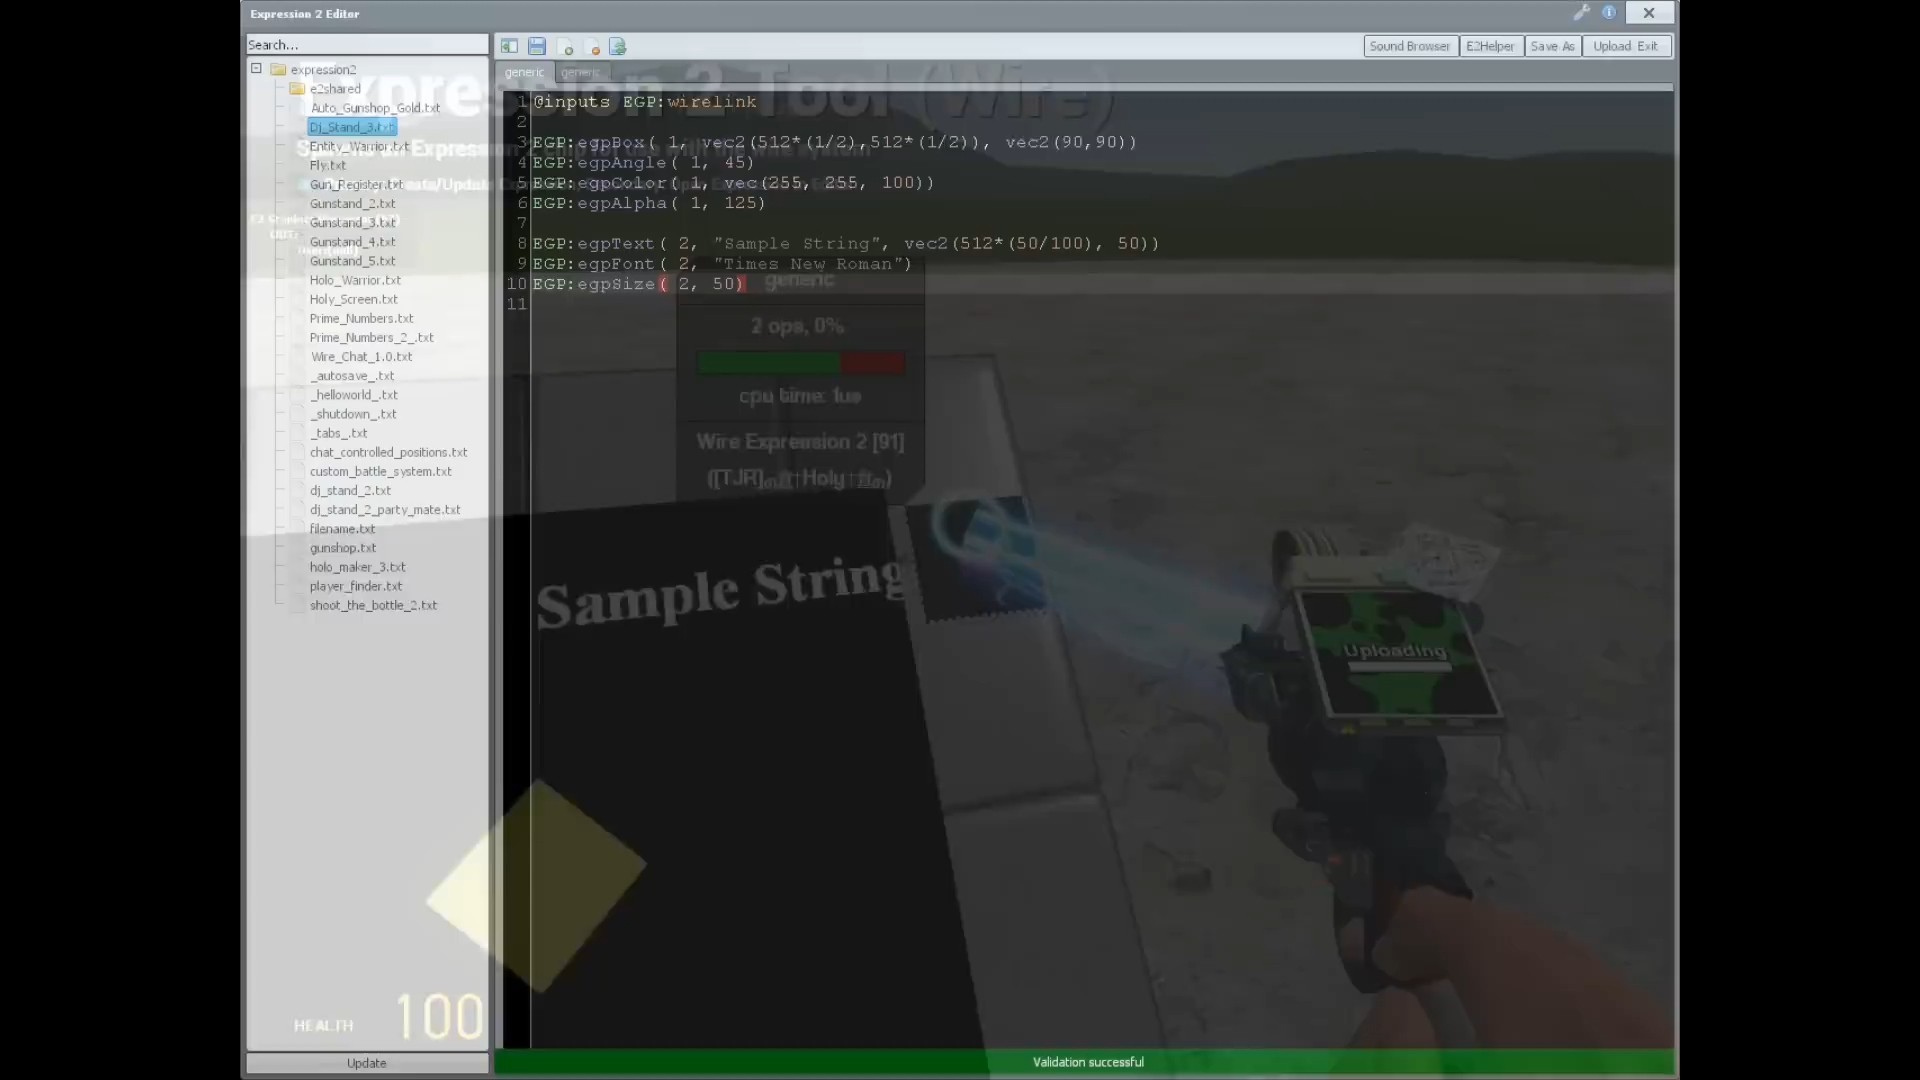 Expression 2 Editor
Search...
Sound Browser
E2Helper
Save As
Upload
Exit
generic
generic
expression2
e2shared
Auto_Gunshop_Gold.txt
Dj_Stand_3.txt
Entity_Warrior.txt
Fly.txt
Gun_Register.txt
Gunstand_2.txt
Gunstand_3.txt
Gunstand_4.txt
Gunstand_5.txt
Holo_Warrior.txt
Holy_Screen.txt
Prime_Numbers.txt
Prime_Numbers_2_.txt
Wire_Chat_1.0.txt
_autosave_.txt
_helloworld_.txt
_shutdown_.txt
_tabs_.txt
chat_controlled_positions.txt
custom_battle_system.txt
dj_stand_2.txt
dj_stand_2_party_mate.txt
filename.txt
gunshop.txt
holo_maker_3.txt
player_finder.txt
shoot_the_bottle_2.txt
Update
Expression 2 Tool (Wire)
1 @inputs EGP:wirelink
2
3 EGP:egpBox( 1, vec2(512*(1/2),512*(1/2)), vec2(90,90))
4 EGP:egpAngle( 1, 45)
5 EGP:egpColor( 1, vec(255, 255, 100))
6 EGP:egpAlpha( 1, 125)
7
8 EGP:egpText( 2, "Sample String", vec2(512*(50/100), 50))
9 EGP:egpFont( 2, "Times New Roman")
10 EGP:egpSize( 2, 50)
11
generic
2 ops, 0%
cpu time: 1us
Wire Expression 2 [91]
Sample String
Uploading
HEALTH 100
Validation successful